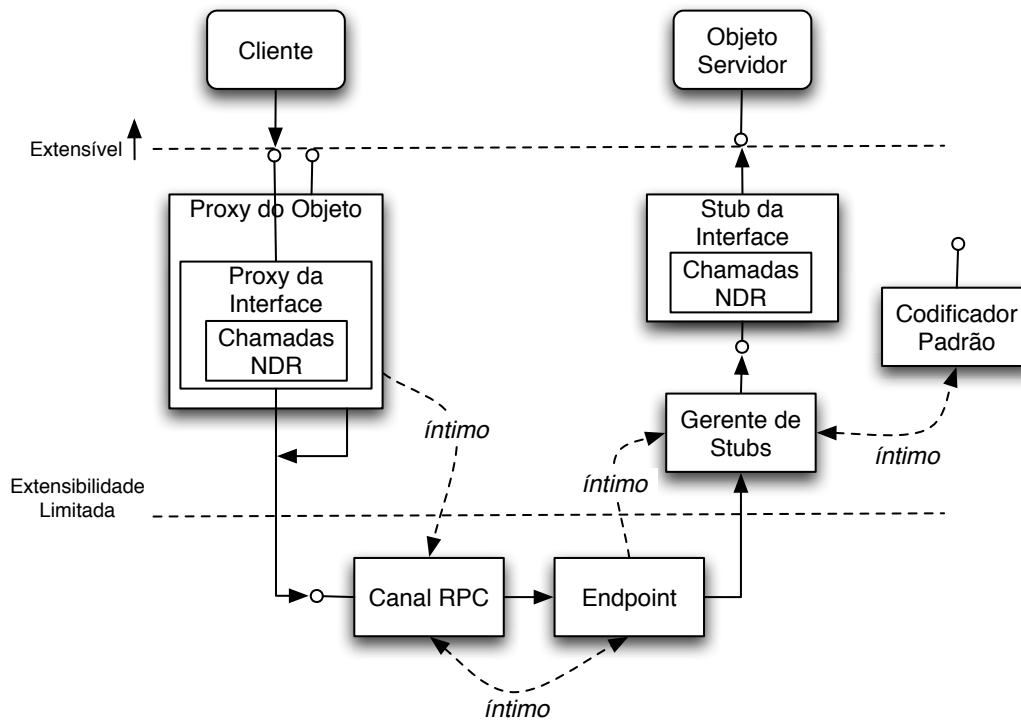 Cliente
Objeto
Servidor
Extensível
Proxy do Objeto
Proxy da
Interface
Chamadas
NDR
Stub da
Interface
Chamadas
NDR
Codificador
Padrão
íntimo
Gerente de
Stubs
íntimo
íntimo
Extensibilidade
Limitada
Canal RPC
Endpoint
íntimo